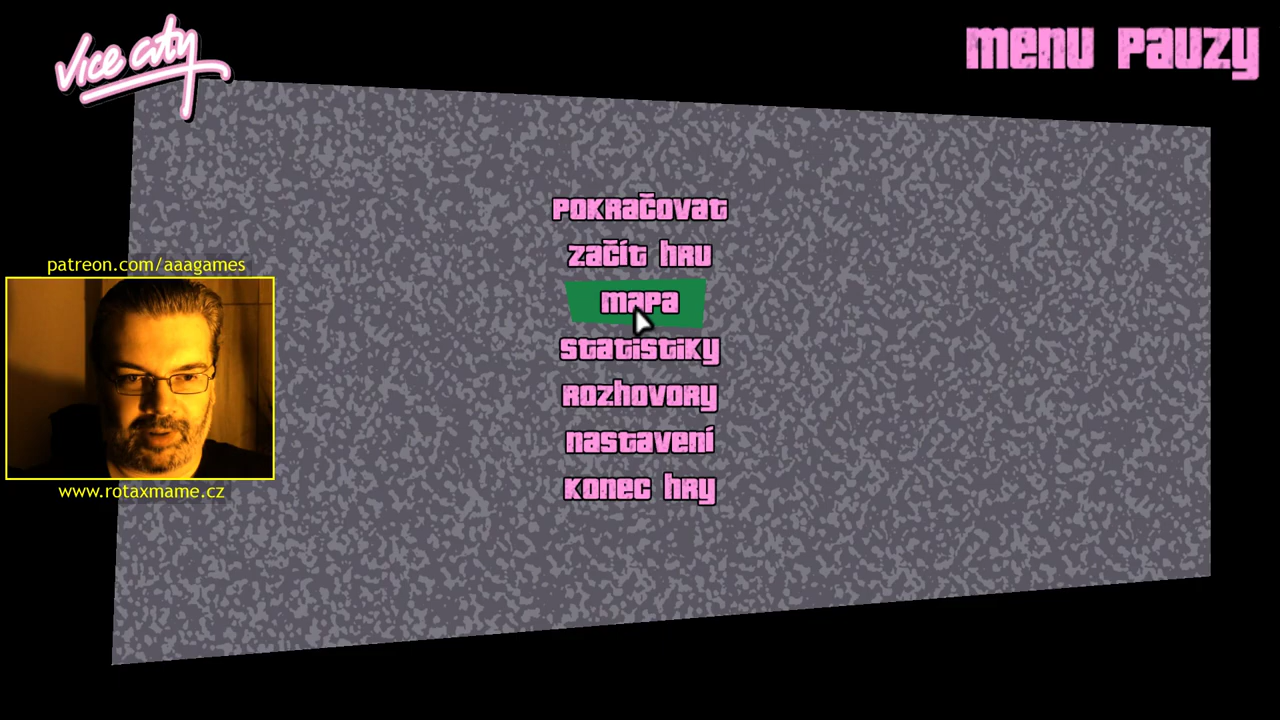 vice city
menu pauzy
pokračovat
začít hru
mapa
statistiky
rozhovory
nastavení
konec hry
patreon.com/aaagames
www.rotaxmame.cz